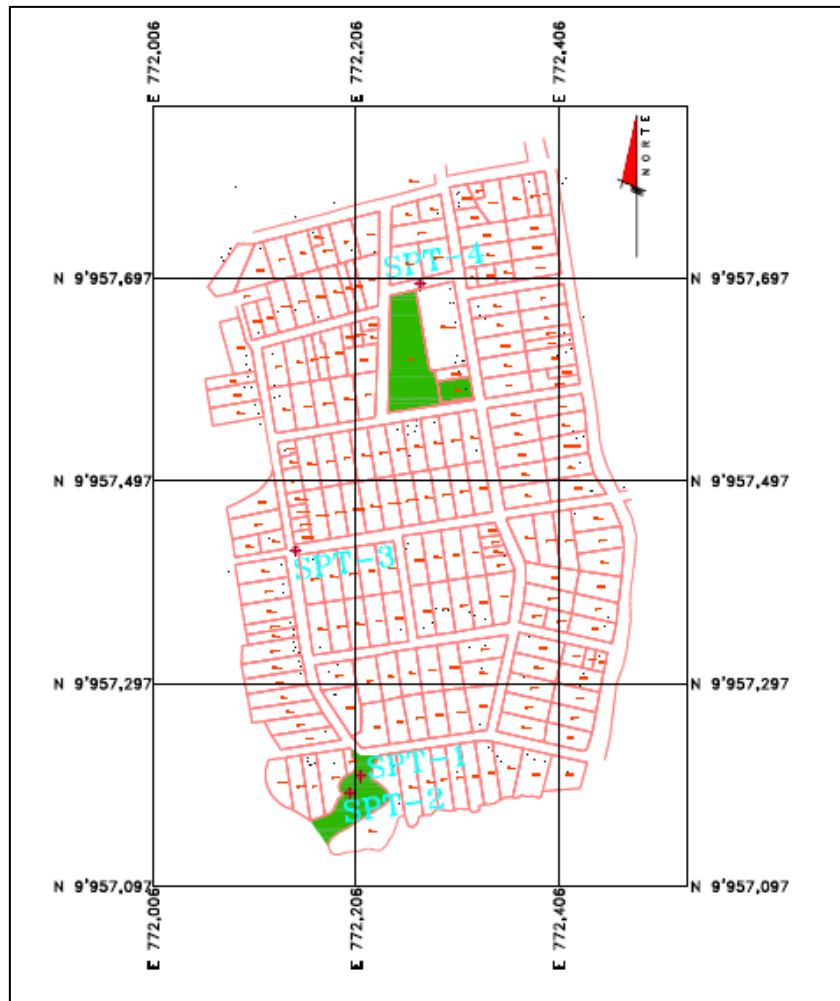 E 772,006
E 772,206
E 772,406
NORTE
SPT-4
N 9'957,697
N 9'957,697
N 9'957,497
N 9'957,497
SPT-3
N 9'957,297
N 9'957,297
SPT-1
SPT-2
N 9'957,097
N 9'957,097
E 772,006
E 772,206
E 772,406